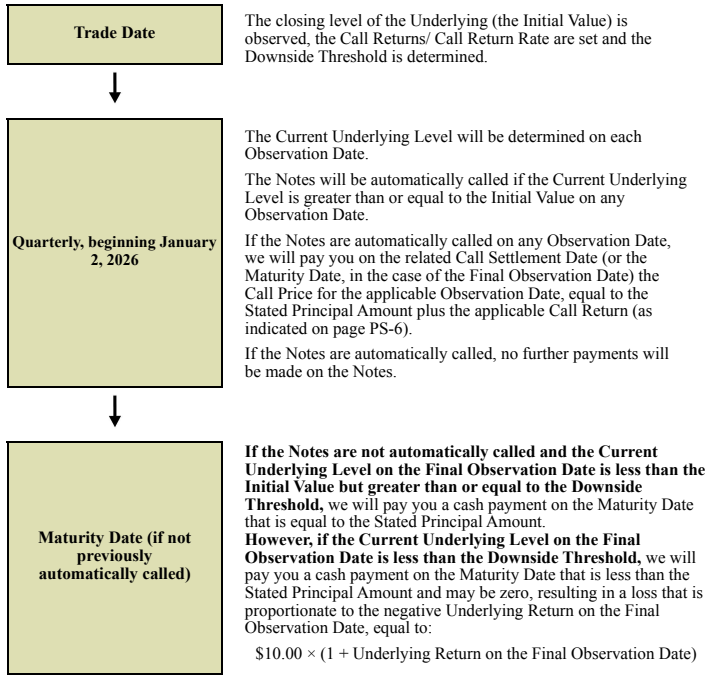 Trade Date
The closing level of the Underlying (the Initial Value) is
observed, the Call Returns/ Call Return Rate are set and the
Downside Threshold is determined.
Quarterly, beginning January
2, 2026
The Current Underlying Level will be determined on each
Observation Date.
The Notes will be automatically called if the Current Underlying
Level is greater than or equal to the Initial Value on any
Observation Date.
If the Notes are automatically called on any Observation Date,
we will pay you on the related Call Settlement Date (or the
Maturity Date, in the case of the Final Observation Date) the
Call Price for the applicable Observation Date, equal to the
Stated Principal Amount plus the applicable Call Return (as
indicated on page PS-6).
If the Notes are automatically called, no further payments will
be made on the Notes.
Maturity Date (if not
previously
automatically called)
If the Notes are not automatically called and the Current
Underlying Level on the Final Observation Date is less than the
Initial Value but greater than or equal to the Downside
Threshold, we will pay you a cash payment on the Maturity Date
that is equal to the Stated Principal Amount.
However, if the Current Underlying Level on the Final
Observation Date is less than the Downside Threshold, we will
pay you a cash payment on the Maturity Date that is less than the
Stated Principal Amount and may be zero, resulting in a loss that is
proportionate to the negative Underlying Return on the Final
Observation Date, equal to:
$10.00 × (1 + Underlying Return on the Final Observation Date)